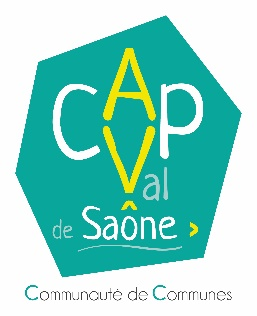 CAP
Val
de Saône >
Communauté de Communes